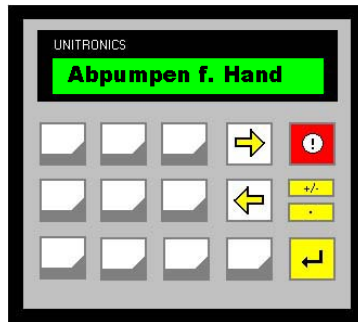 UNITRONICS
Abpumpen f. Hand
!
+/-
.